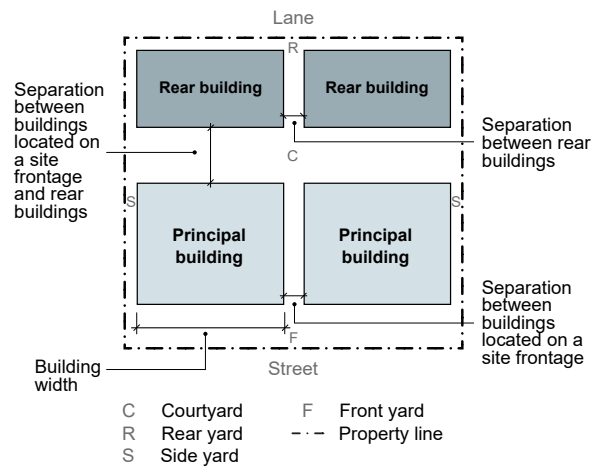 Lane
R
Rear building
Rear building
Separation
between
buildings
located on
a site
frontage
and rear
buildings
Separation
between rear
buildings
C
S
S
Principal
building
Principal
building
Separation
between
buildings
located on a
site frontage
F
Building
width
Street
C Courtyard
F Front yard
R Rear yard
Property line
S Side yard